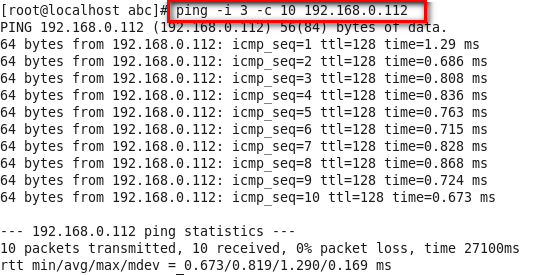 [root@localhost abc]# ping -i 3 -c 10 192.168.0.112
PING 192.168.0.112 (192.168.0.112) 56(84) bytes of data.
64 bytes from 192.168.0.112: icmp_seq=1 ttl=128 time=1.29 ms
64 bytes from 192.168.0.112: icmp_seq=2 ttl=128 time=0.686 ms
64 bytes from 192.168.0.112: icmp_seq=3 ttl=128 time=0.808 ms
64 bytes from 192.168.0.112: icmp_seq=4 ttl=128 time=0.836 ms
64 bytes from 192.168.0.112: icmp_seq=5 ttl=128 time=0.763 ms
64 bytes from 192.168.0.112: icmp_seq=6 ttl=128 time=0.715 ms
64 bytes from 192.168.0.112: icmp_seq=7 ttl=128 time=0.828 ms
64 bytes from 192.168.0.112: icmp_seq=8 ttl=128 time=0.868 ms
64 bytes from 192.168.0.112: icmp_seq=9 ttl=128 time=0.724 ms
64 bytes from 192.168.0.112: icmp_seq=10 ttl=128 time=0.673 ms
--- 192.168.0.112 ping statistics ---
10 packets transmitted, 10 received, 0% packet loss, time 27100ms
rtt min/avg/max/mdev = 0.673/0.819/1.290/0.169 ms